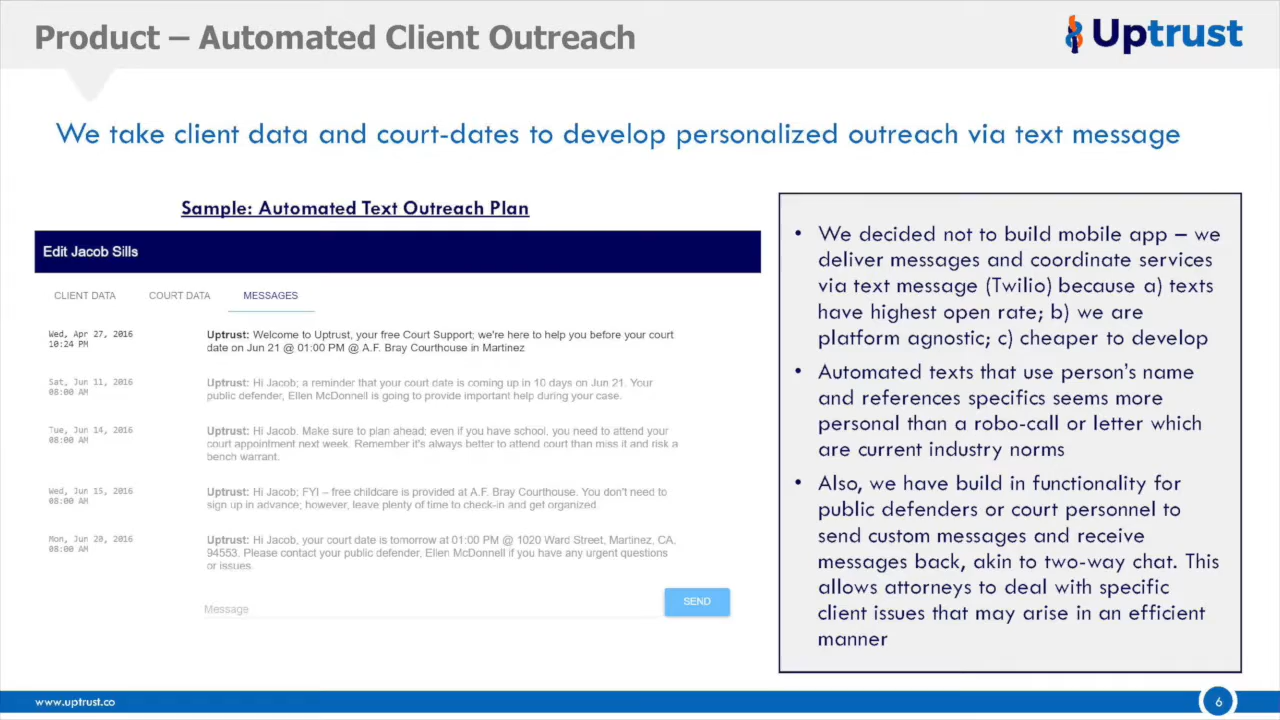 Product – Automated Client Outreach
Uptrust
We take client data and court-dates to develop personalized outreach via text message
Sample: Automated Text Outreach Plan
Edit Jacob Sills
CLIENT DATA COURT DATA MESSAGES
Wed, Apr 27, 2016
10:24 PM
Uptrust: Welcome to Uptrust, your free Court Support; we're here to help you before your court
date on Jun 21 @ 01:00 PM @ A.F. Bray Courthouse in Martinez
Sat, Jun 11, 2016
08:00 AM
Uptrust: Hi Jacob; a reminder that your court date is coming up in 10 days on Jun 21. Your
public defender, Ellen McDonnell is going to provide important help during your case.
Tue, Jun 14, 2016
08:00 AM
Uptrust: Hi Jacob. Make sure to plan ahead; even if you have school, you need to attend your
court appointment next week. Remember it's always better to attend court than miss it and risk a
bench warrant.
Wed, Jun 15, 2016
08:00 AM
Uptrust: Hi Jacob; FYI – free childcare is provided at A.F. Bray Courthouse. You don't need to
sign up in advance; however, leave plenty of time to check-in and get organized.
Mon, Jun 20, 2016
08:00 AM
Uptrust: Hi Jacob, your court date is tomorrow at 01:00 PM @ 1020 Ward Street, Martinez, CA.
94553. Please contact your public defender, Ellen McDonnell if you have any urgent questions
or issues.
Message
SEND
• We decided not to build mobile app – we
deliver messages and coordinate services
via text message (Twilio) because a) texts
have highest open rate; b) we are
platform agnostic; c) cheaper to develop
• Automated texts that use person's name
and references specifics seems more
personal than a robo-call or letter which
are current industry norms
• Also, we have build in functionality for
public defenders or court personnel to
send custom messages and receive
messages back, akin to two-way chat. This
allows attorneys to deal with specific
client issues that may arise in an efficient
manner
www.uptrust.co
6